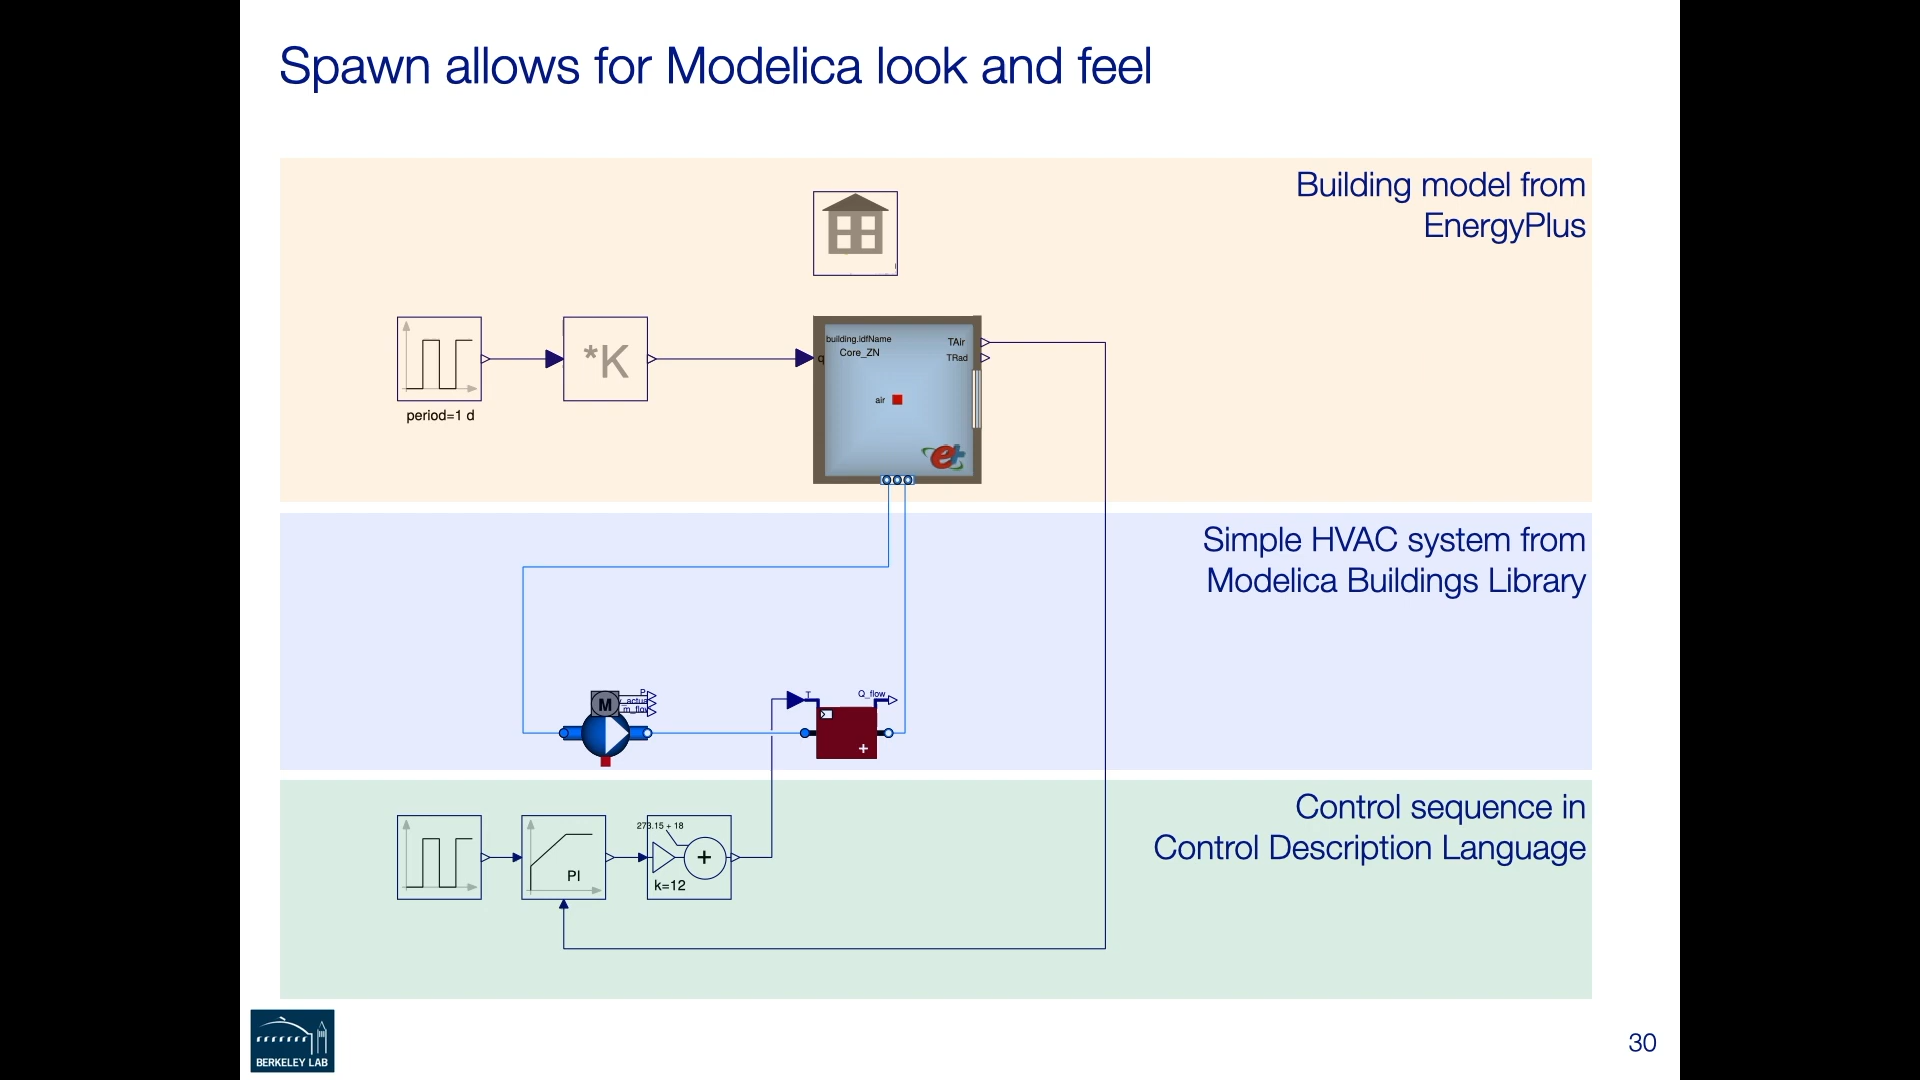 Spawn allows for Modelica look and feel
Building model from
EnergyPlus
period=1 d
*K
building.idfName
Core_ZN
q
TAir
TRad
air
Simple HVAC system from
Modelica Buildings Library
M
P
m_flow
T
Q_flow
+
Control sequence in
Control Description Language
PI
273.15 + 18
+
k=12
BERKELEY LAB
30